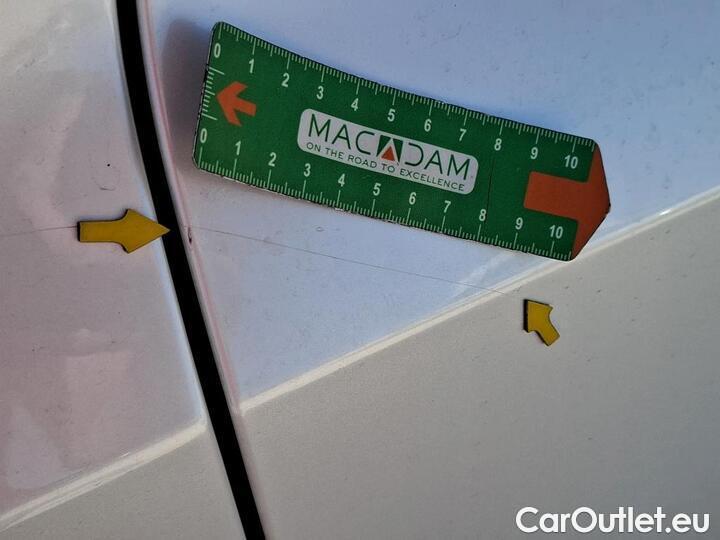 0 1 2 3 4 5 6 7 8 9 10
MACADAM
ON THE ROAD TO EXCELLENCE
0 1 2 3 4 5 6 7 8 9 10
CarOutlet.eu